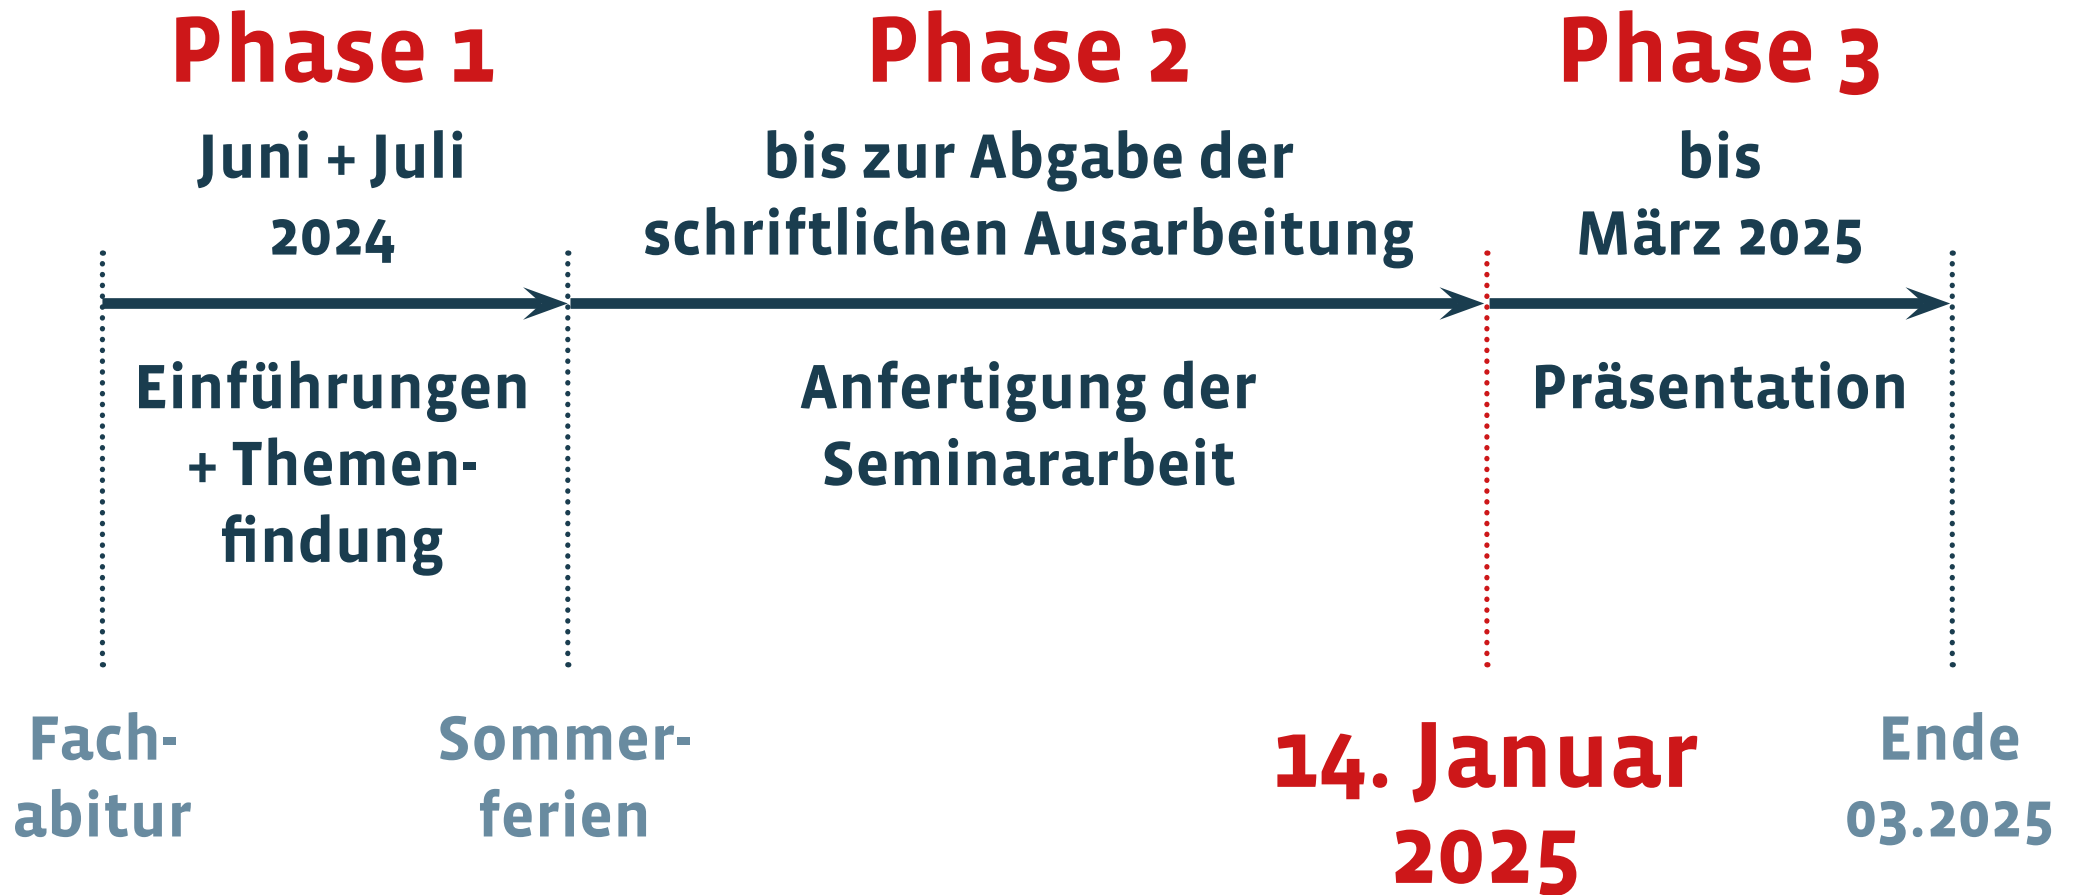 Phase 1
Juni + Juli
2024
Einführungen
+ Themen-
findung
Phase 2
bis zur Abgabe der
schriftlichen Ausarbeitung
Anfertigung der
Seminararbeit
Phase 3
bis
März 2025
Präsentation
Fach-
abitur
Sommer-
ferien
14. Januar
2025
Ende
03.2025